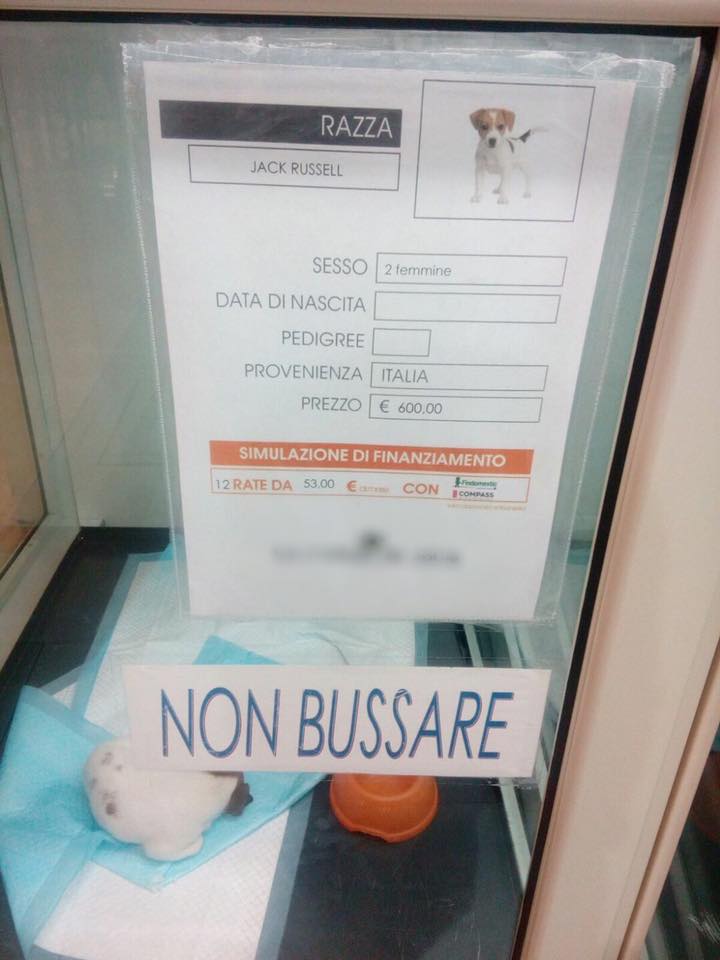 RAZZA
JACK RUSSELL
SESSO 2 femmine
DATA DI NASCITA
PEDIGREE
PROVENIENZA ITALIA
PREZZO € 600,00
SIMULAZIONE DI FINANZIAMENTO
12 RATE DA 53,00 € CON Findomestic
COMPASS
NON BUSSARE